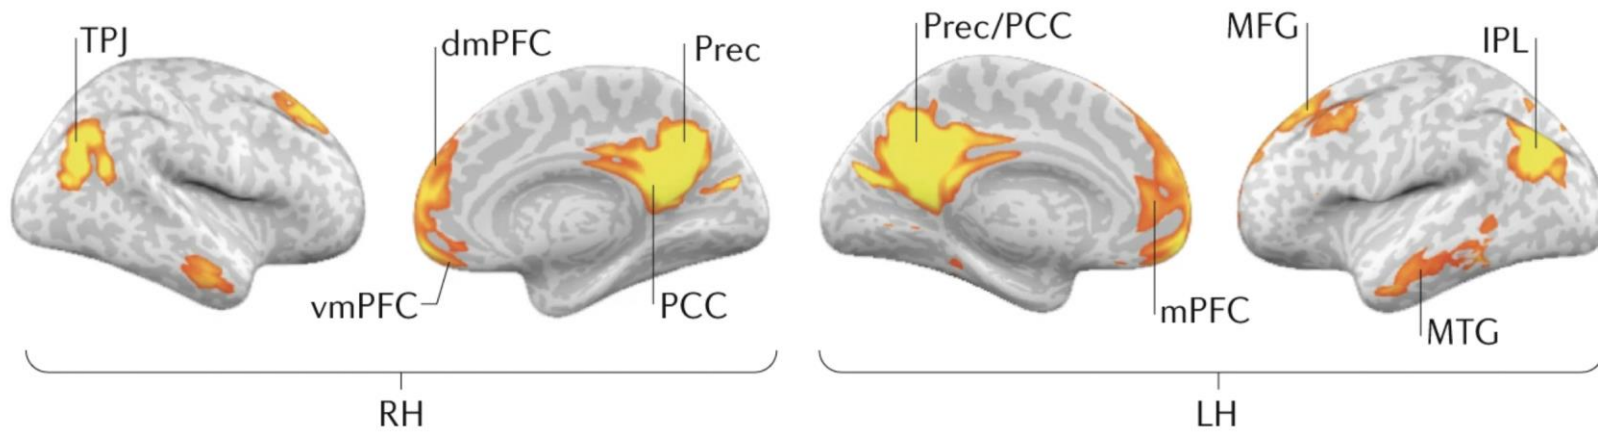 TPJ
dmPFC
Prec
vmPFC
PCC
RH
Prec/PCC
MFG
IPL
mPFC
MTG
LH